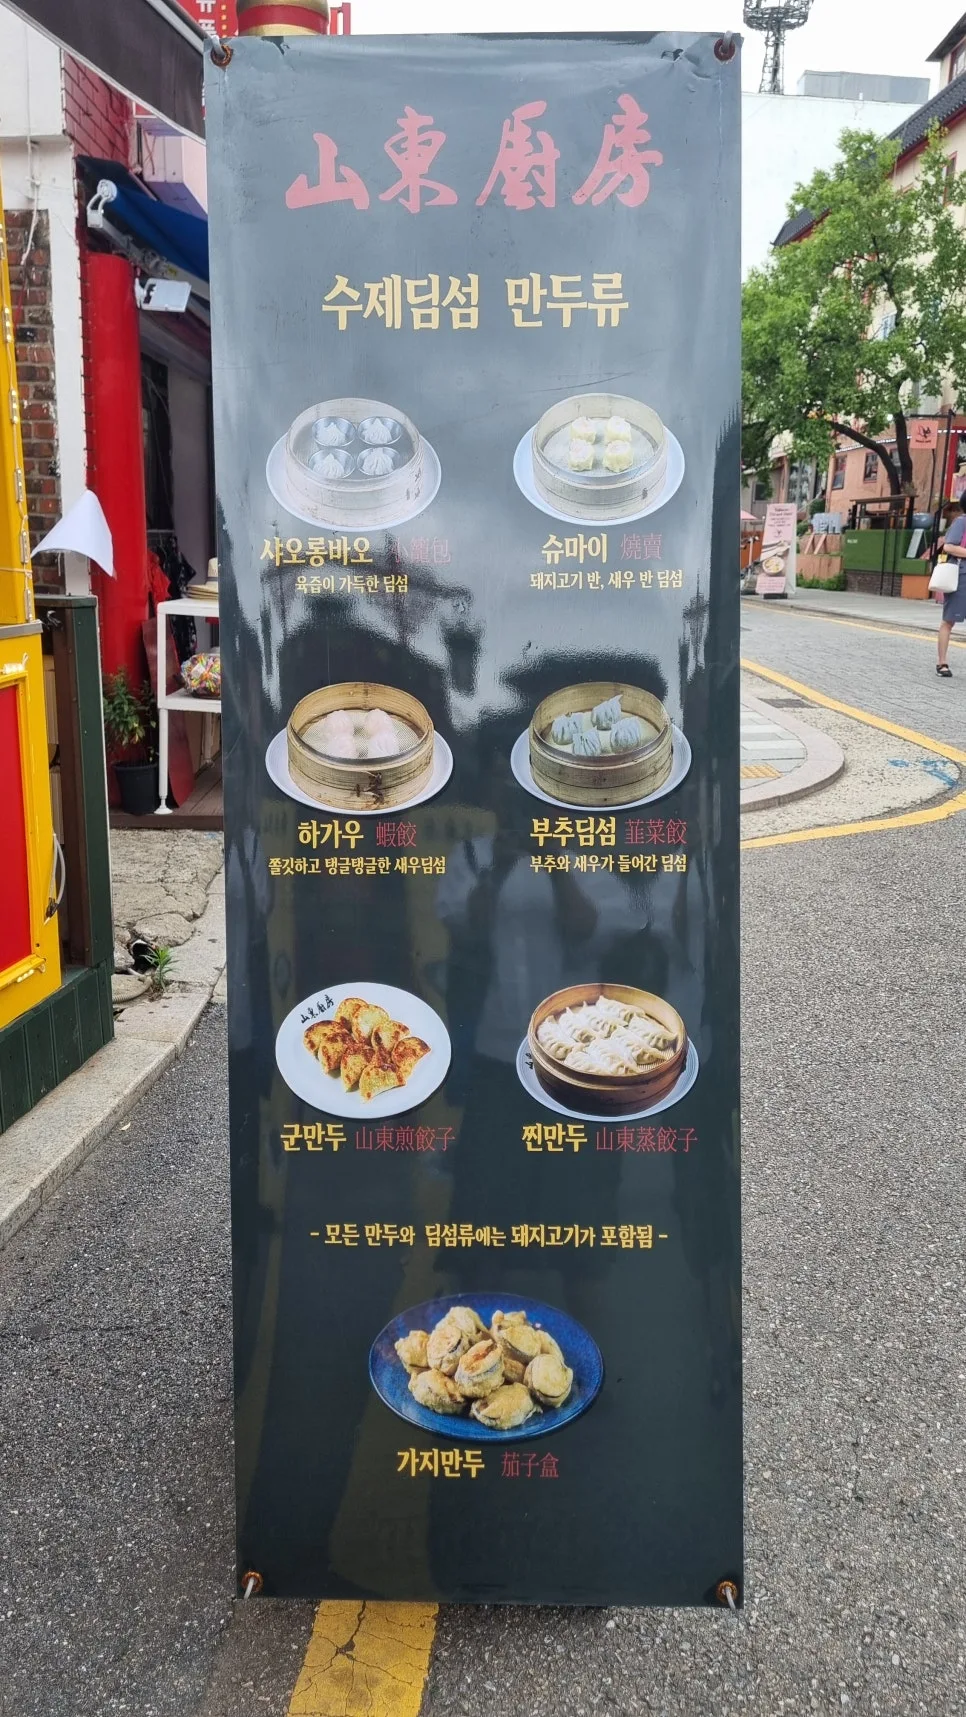 山東厨房
수제딤섬 만두류
샤오롱바오 小籠包
육즙이 가득한 딤섬
슈마이 燒賣
돼지고기 반, 새우 반 딤섬
하가우 蝦餃
쫄깃하고 탱글탱글한 새우딤섬
부추딤섬 韮菜餃
부추와 새우가 들어간 딤섬
山東厨房
군만두 山東煎餃子
찐만두 山東蒸餃子
- 모든 만두와 딤섬류에는 돼지고기가 포함됨 -
가지만두 茄子盒